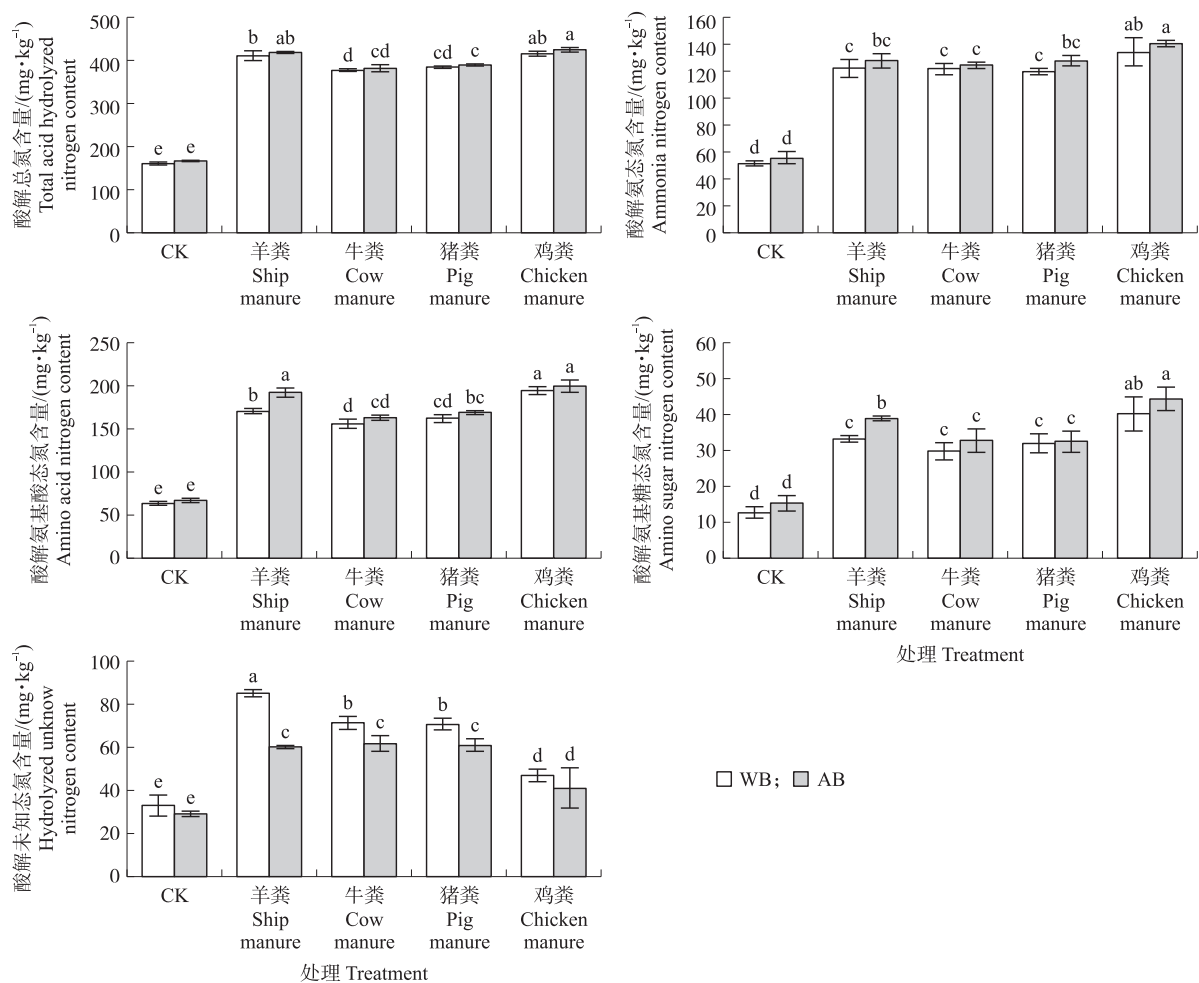 酸解总氮含量/(mg·kg⁻¹)
Total acid hydrolyzed
nitrogen content
500
400
300
200
100
0
e e b ab d cd cd c ab a
CK
羊粪
Ship
manure
牛粪
Cow
manure
猪粪
Pig
manure
鸡粪
Chicken
manure
酸解氨态氮含量/(mg·kg⁻¹)
Ammonia nitrogen content
160
140
120
100
80
60
40
20
0
d d c bc c c c bc ab a
CK
羊粪
Ship
manure
牛粪
Cow
manure
猪粪
Pig
manure
鸡粪
Chicken
manure
酸解氨基酸态氮含量/(mg·kg⁻¹)
Amino acid nitrogen content
250
200
150
100
50
0
e e b a d cd cd bc a a
CK
羊粪
Ship
manure
牛粪
Cow
manure
猪粪
Pig
manure
鸡粪
Chicken
manure
酸解氨基糖态氮含量/(mg·kg⁻¹)
Amino sugar nitrogen content
60
50
40
30
20
10
0
d d c b c c c c ab a
CK
羊粪
Ship
manure
牛粪
Cow
manure
猪粪
Pig
manure
鸡粪
Chicken
manure
处理 Treatment
酸解未知态氮含量/(mg·kg⁻¹)
Hydrolyzed unknow
nitrogen content
100
80
60
40
20
0
e e a c b c b c d d
CK
羊粪
Ship
manure
牛粪
Cow
manure
猪粪
Pig
manure
鸡粪
Chicken
manure
处理 Treatment
WB； AB